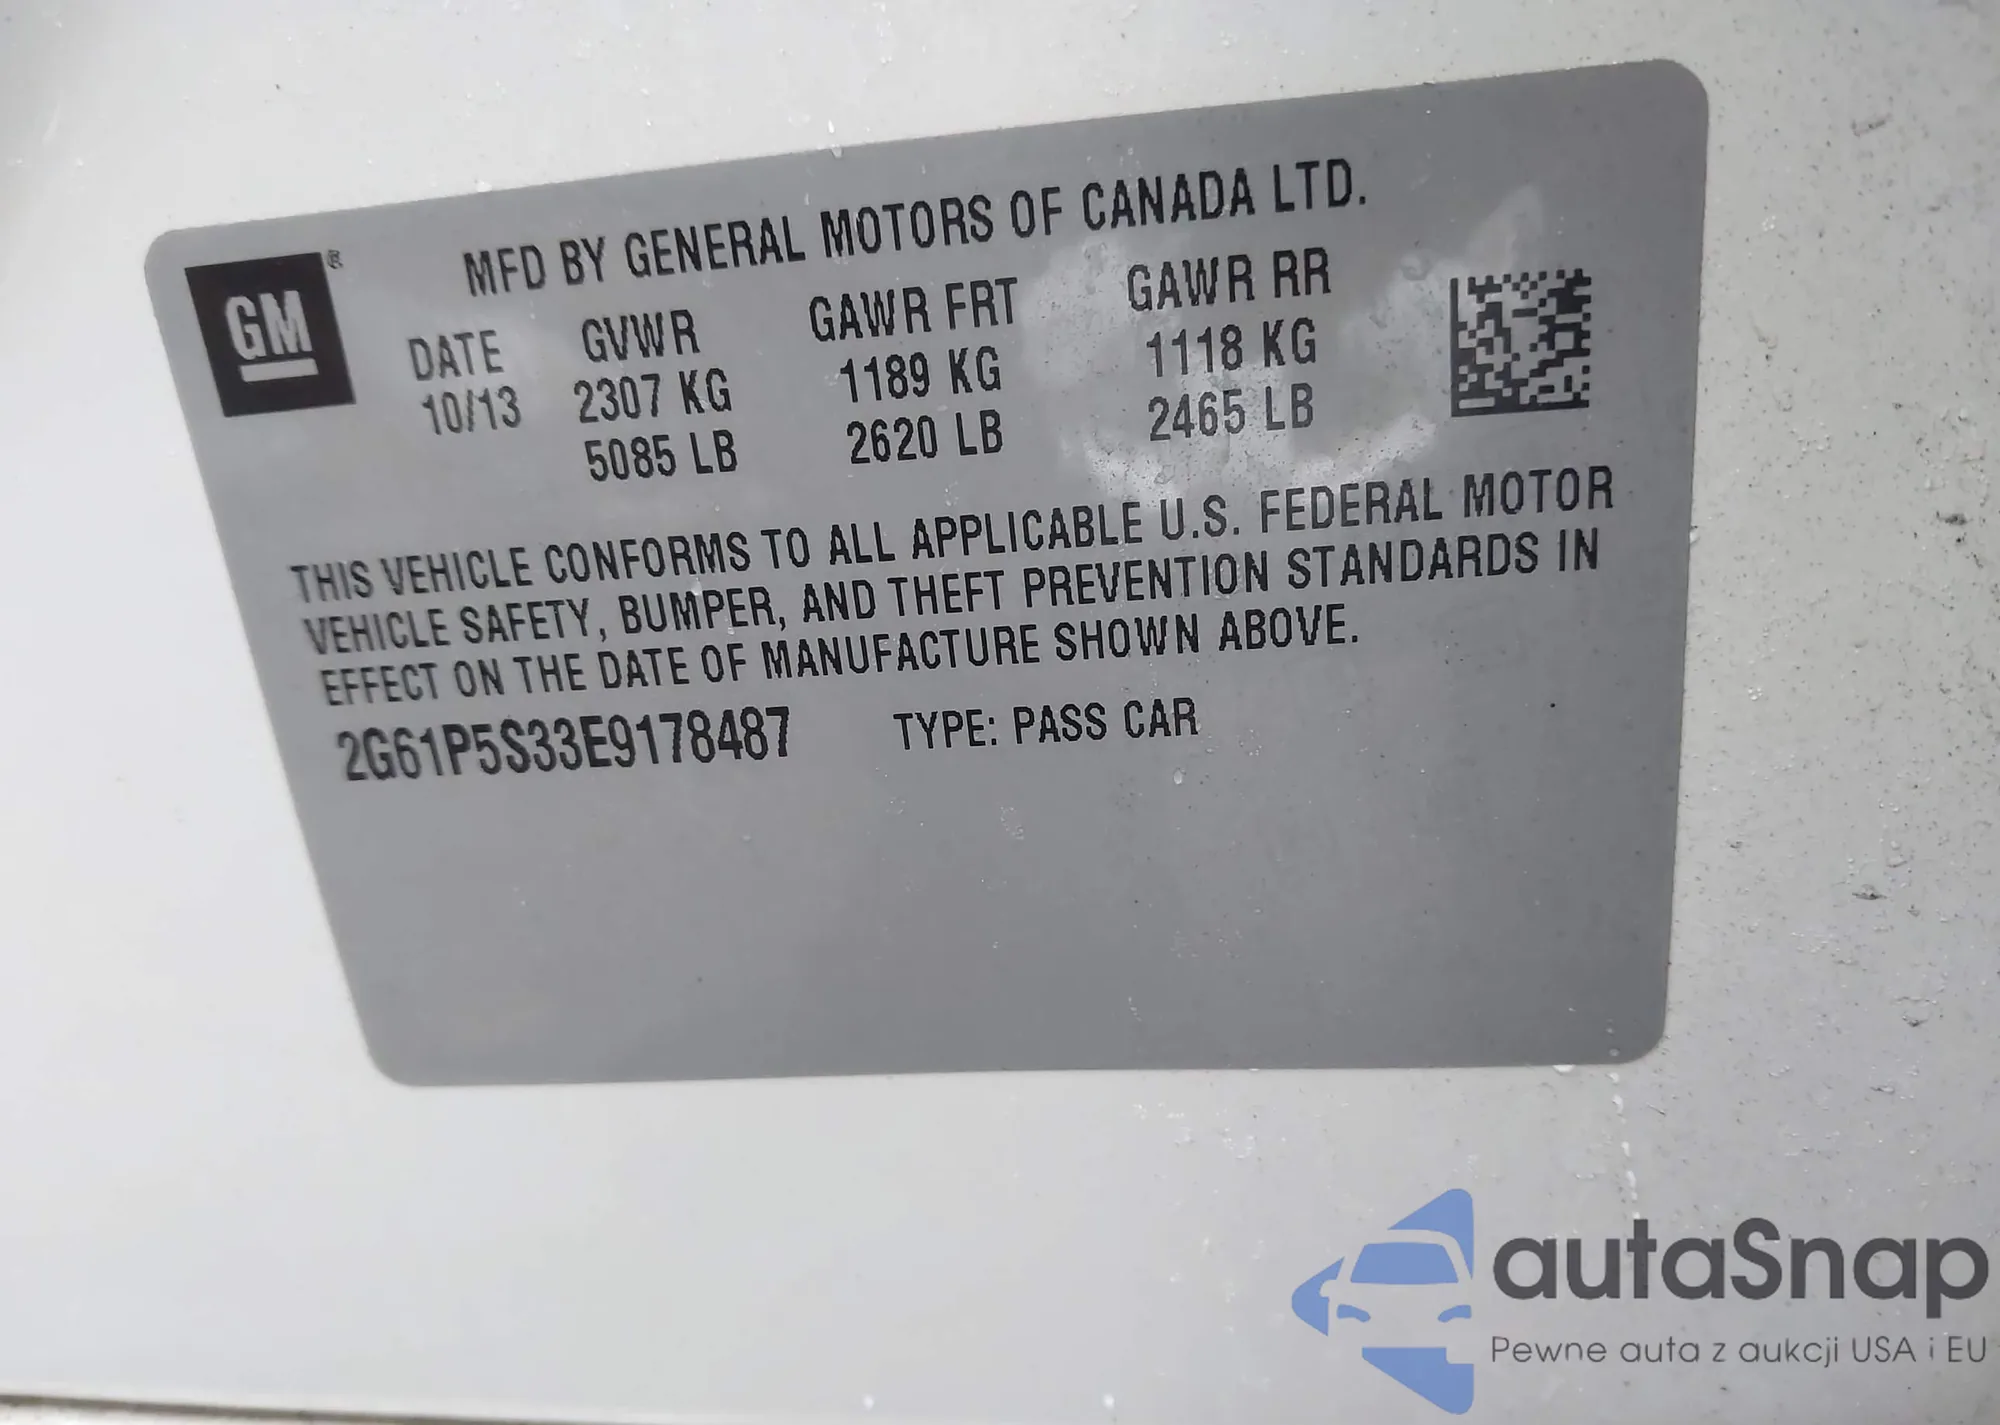 GM ®
MFD BY GENERAL MOTORS OF CANADA LTD.
DATE GVWR GAWR FRT GAWR RR
10/13 2307 KG 1189 KG 1118 KG
5085 LB 2620 LB 2465 LB
THIS VEHICLE CONFORMS TO ALL APPLICABLE U.S. FEDERAL MOTOR
VEHICLE SAFETY, BUMPER, AND THEFT PREVENTION STANDARDS IN
EFFECT ON THE DATE OF MANUFACTURE SHOWN ABOVE.
2G61P5S33E9178487 TYPE: PASS CAR
autaSnap
Pewne auta z aukcji USA i EU